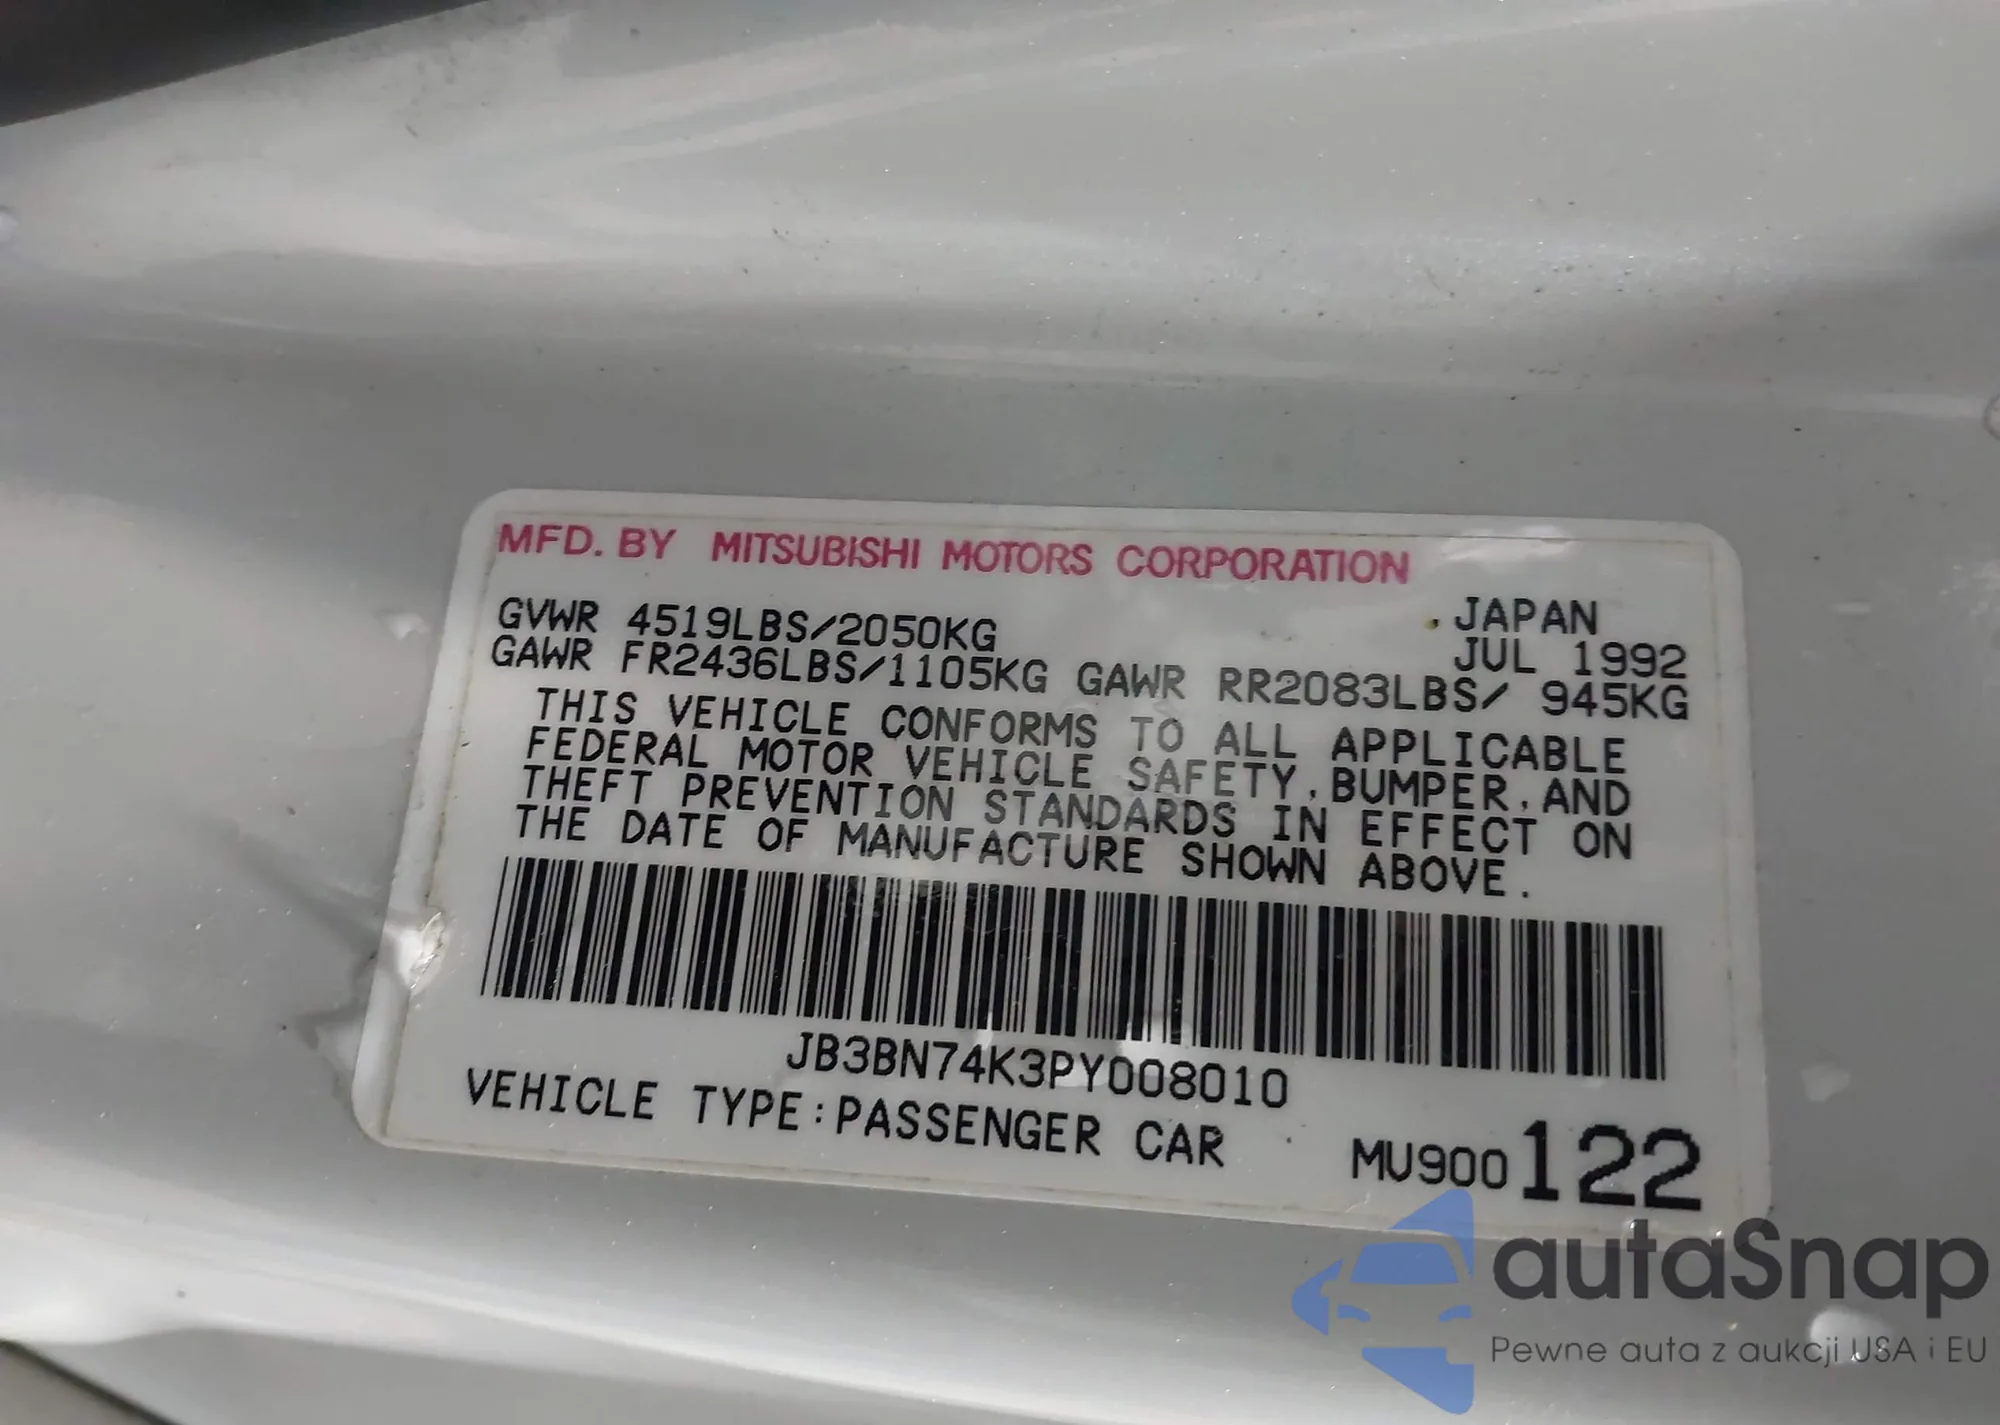 MFD. BY MITSUBISHI MOTORS CORPORATION
GVWR 4519LBS/2050KG JAPAN
JUL 1992
GAWR FR2436LBS/1105KG GAWR RR2083LBS/ 945KG
THIS VEHICLE CONFORMS TO ALL APPLICABLE
FEDERAL MOTOR VEHICLE SAFETY, BUMPER, AND
THEFT PREVENTION STANDARDS IN EFFECT ON
THE DATE OF MANUFACTURE SHOWN ABOVE.
JB3BN74K3PY008010
VEHICLE TYPE:PASSENGER CAR
MU900122
autaSnap
Pewne auta z aukcji USA i EU